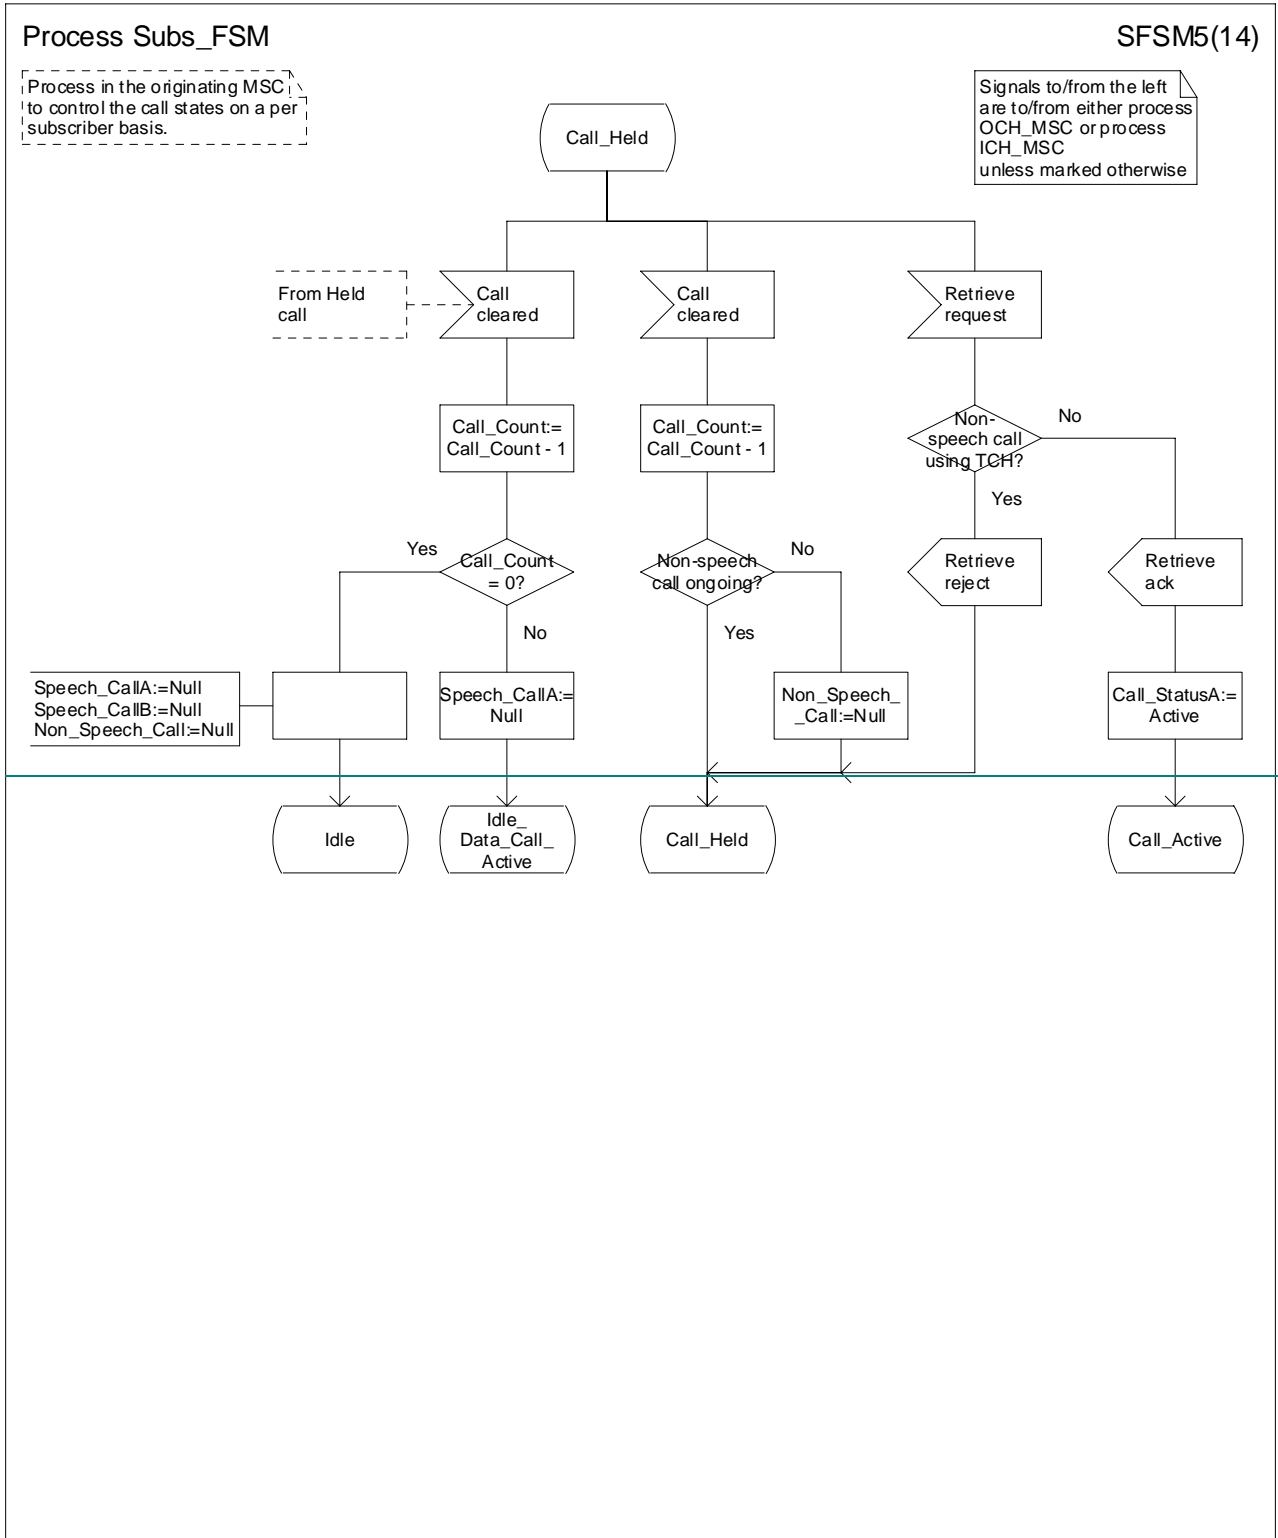 Process Subs_FSM
SFSM5(14)
Process in the originating MSC
to control the call states on a per
subscriber basis.
Signals to/from the left
are to/from either process
OCH_MSC or process
ICH_MSC
unless marked otherwise
Call_Held
From Held
call
Call
cleared
Call
cleared
Retrieve
request
Call_Count:=
Call_Count - 1
Call_Count:=
Call_Count - 1
Non-
speech call
using TCH?
No
Yes
Yes
Call_Count
= 0?
No
Non-speech
call ongoing?
No
Yes
Retrieve
reject
Retrieve
ack
Speech_CallA:=Null
Speech_CallB:=Null
Non_Speech_Call:=Null
Speech_CallA:=
Null
Non_Speech_
_Call:=Null
Call_StatusA:=
Active
Idle
Idle_
Data_Call_
Active
Call_Held
Call_Active